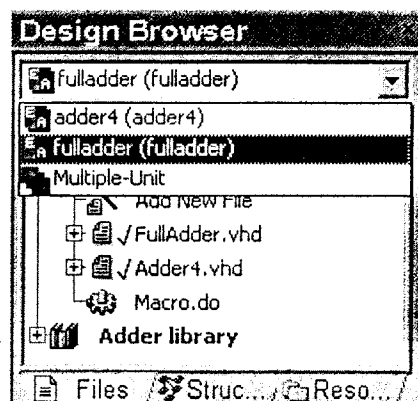 Design Browser
fulladder (fulladder)
adder4 (adder4)
fulladder (fulladder)
Multiple-Unit
Add New File
FullAdder.vhd
Adder4.vhd
Macro.do
Adder library
Files Struc... Reso...